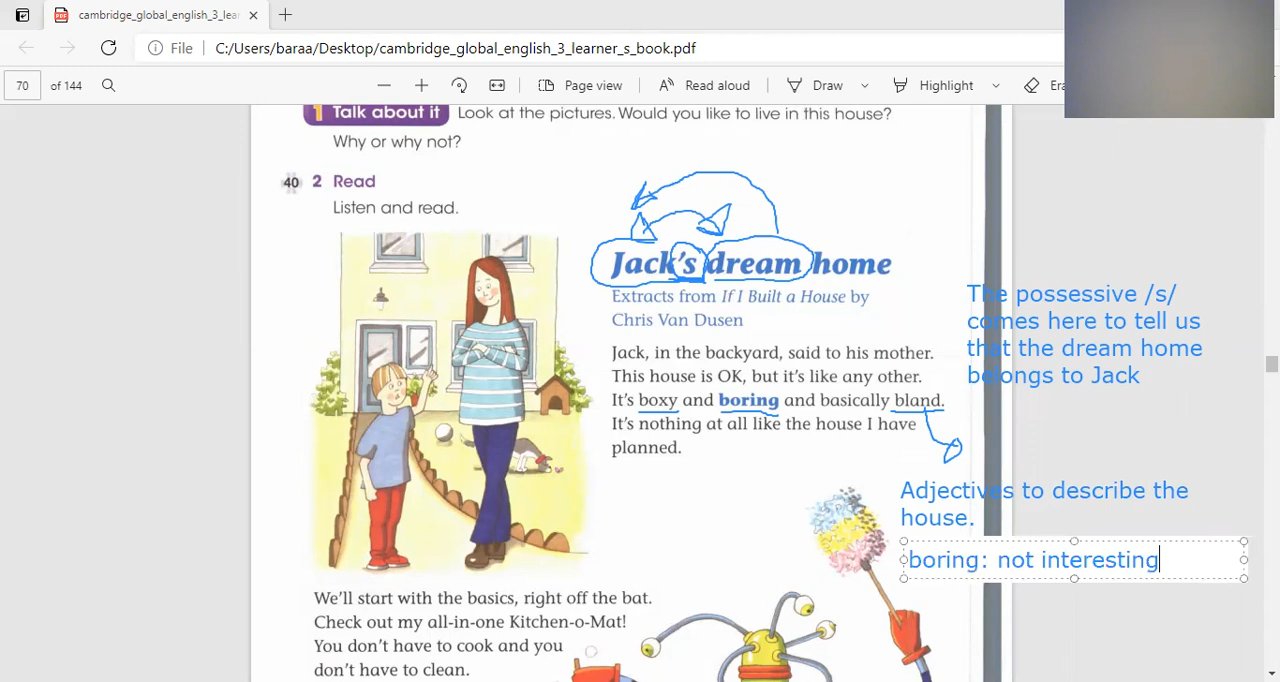 cambridge_global_english_3_lear
File C:/Users/baraa/Desktop/cambridge_global_english_3_learner_s_book.pdf
70 of 144 Page view Read aloud Draw Highlight
1 Talk about it Look at the pictures. Would you like to live in this house?
Why or why not?
40 2 Read
Listen and read.
Jack's dream home
Extracts from If I Built a House by
Chris Van Dusen
Jack, in the backyard, said to his mother.
This house is OK, but it's like any other.
It's boxy and boring and basically bland.
It's nothing at all like the house I have
planned.
The possessive /s/
comes here to tell us
that the dream home
belongs to Jack
Adjectives to describe the
house.
boring: not interesting
We'll start with the basics, right off the bat.
Check out my all-in-one Kitchen-o-Mat!
You don't have to cook and you
don't have to clean.